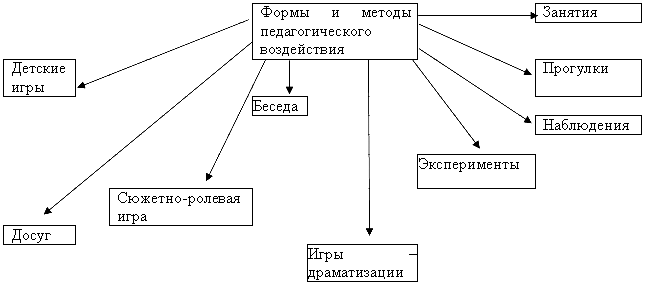 Формы и методы
педагогического
воздействия
Занятия
Детские
игры
Прогулки
Беседа
Наблюдения
Эксперименты
Сюжетно-ролевая
игра
Досуг
Игры –
драматизации